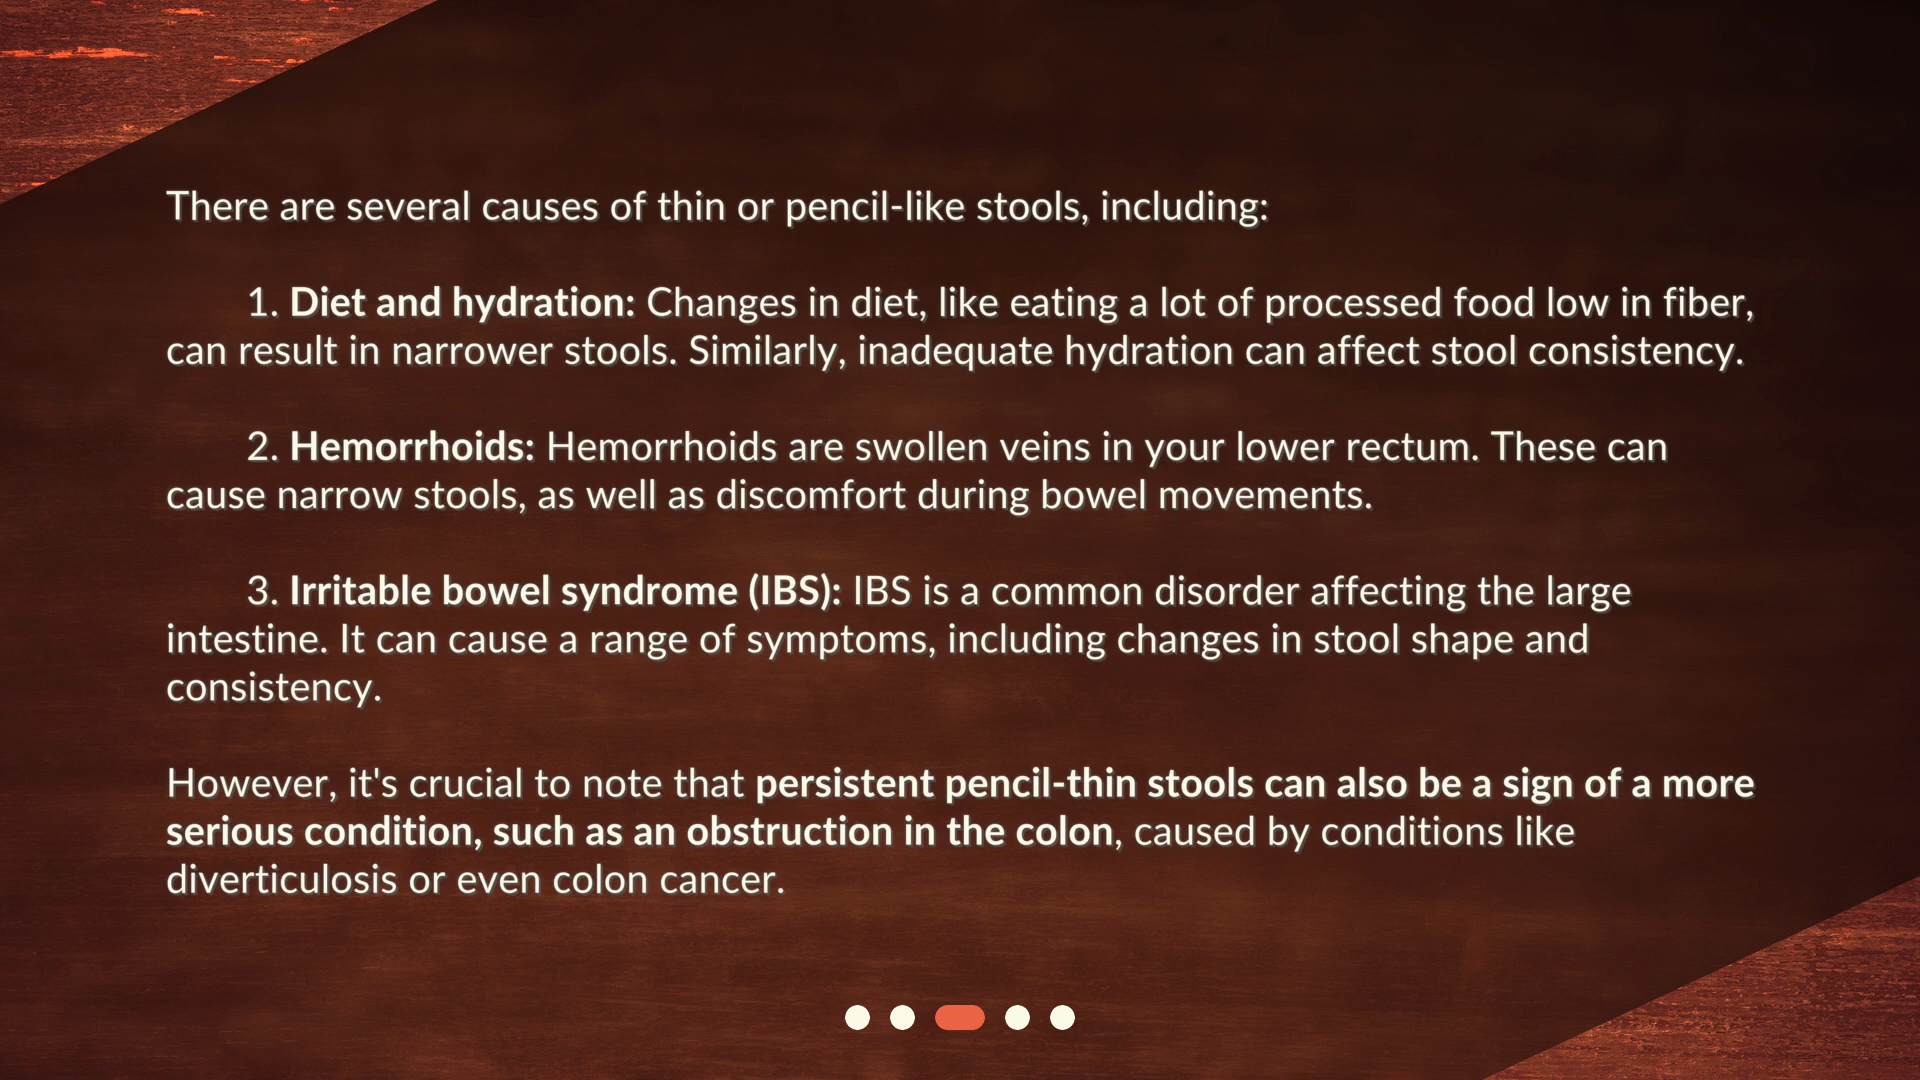 There are several causes of thin or pencil-like stools, including:
1. Diet and hydration: Changes in diet, like eating a lot of processed food low in fiber,
can result in narrower stools. Similarly, inadequate hydration can affect stool consistency.
2. Hemorrhoids: Hemorrhoids are swollen veins in your lower rectum. These can
cause narrow stools, as well as discomfort during bowel movements.
3. Irritable bowel syndrome (IBS): IBS is a common disorder affecting the large
intestine. It can cause a range of symptoms, including changes in stool shape and
consistency.
However, it's crucial to note that persistent pencil-thin stools can also be a sign of a more
serious condition, such as an obstruction in the colon, caused by conditions like
diverticulosis or even colon cancer.